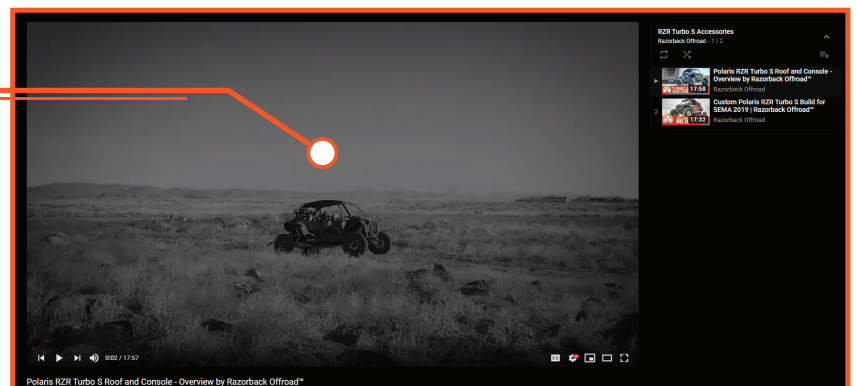 RZR Turbo S Accessories
Razorback Offroad - 1 / 2
Polaris RZR Turbo S Roof and Console -
Overview by Razorback Offroad™
Razorback Offroad
17:58
2
Custom Polaris RZR Turbo S Build for
SEMA 2019 | Razorback Offroad™
Razorback Offroad
17:32
0:02 / 17:57
CC
Polaris RZR Turbo S Roof and Console - Overview by Razorback Offroad™